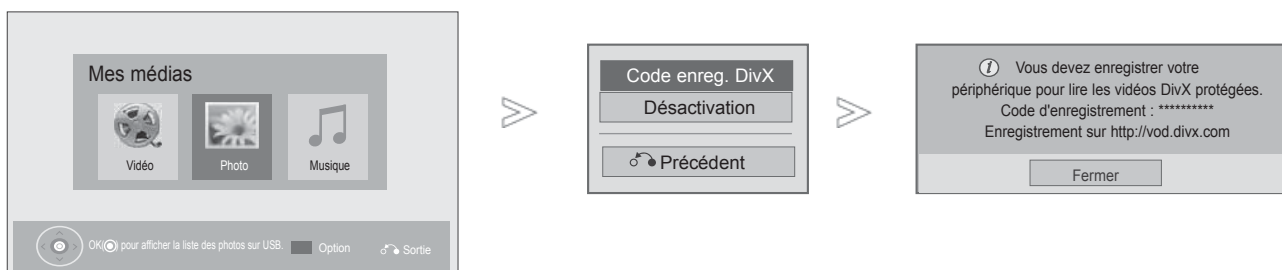 Mes médias
Vidéo
Photo
Musique
OK(◉) pour afficher la liste des photos sur USB.
Option
Sortie
Code enreg. DivX
Désactivation
Précédent
Vous devez enregistrer votre
périphérique pour lire les vidéos DivX protégées.
Code d'enregistrement : **********
Enregistrement sur http://vod.divx.com
Fermer